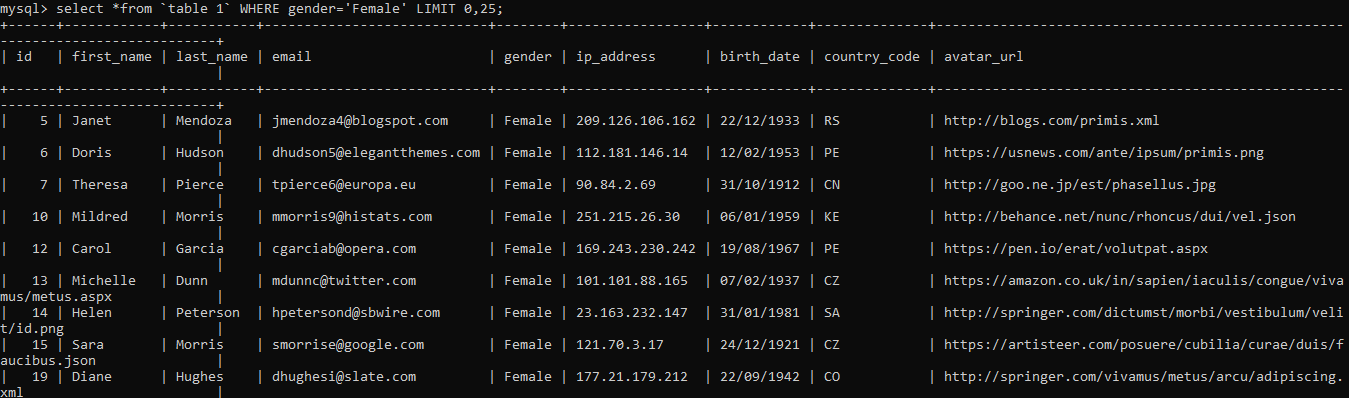 mysql> select *from `table 1` WHERE gender='Female' LIMIT 0,25;
+------+------------+-----------+----------------------------+--------+-----------------+------------+--------------+---------------------------------------------------
---------------------------+
| id   | first_name | last_name | email                      | gender | ip_address      | birth_date | country_code | avatar_url
                           |
+------+------------+-----------+----------------------------+--------+-----------------+------------+--------------+---------------------------------------------------
---------------------------+
|    5 | Janet      | Mendoza   | jmendoza4@blogspot.com     | Female | 209.126.106.162 | 22/12/1933 | RS           | http://blogs.com/primis.xml
                           |
|    6 | Doris      | Hudson    | dhudson5@elegantthemes.com | Female | 112.181.146.14  | 12/02/1953 | PE           | https://usnews.com/ante/ipsum/primis.png
                           |
|    7 | Theresa    | Pierce    | tpierce6@europa.eu         | Female | 90.84.2.69      | 31/10/1912 | CN           | http://goo.ne.jp/est/phasellus.jpg
                           |
|   10 | Mildred    | Morris    | mmorris9@histats.com       | Female | 251.215.26.30   | 06/01/1959 | KE           | http://behance.net/nunc/rhoncus/dui/vel.json
                           |
|   12 | Carol      | Garcia    | cgarciab@opera.com         | Female | 169.243.230.242 | 19/08/1967 | PE           | https://pen.io/erat/volutpat.aspx
                           |
|   13 | Michelle   | Dunn      | mdunnc@twitter.com         | Female | 101.101.88.165  | 07/02/1937 | CZ           | https://amazon.co.uk/in/sapien/iaculis/congue/viva
mus/metus.aspx             |
|   14 | Helen      | Peterson  | hpetersond@sbwire.com      | Female | 23.163.232.147  | 31/01/1981 | SA           | http://springer.com/dictumst/morbi/vestibulum/veli
t/id.png                   |
|   15 | Sara       | Morris    | smorrise@google.com        | Female | 121.70.3.17     | 24/12/1921 | CZ           | https://artisteer.com/posuere/cubilia/curae/duis/f
aucibus.json               |
|   19 | Diane      | Hughes    | dhughesi@slate.com         | Female | 177.21.179.212  | 22/09/1942 | CO           | http://springer.com/vivamus/metus/arcu/adipiscing.
xml                        |